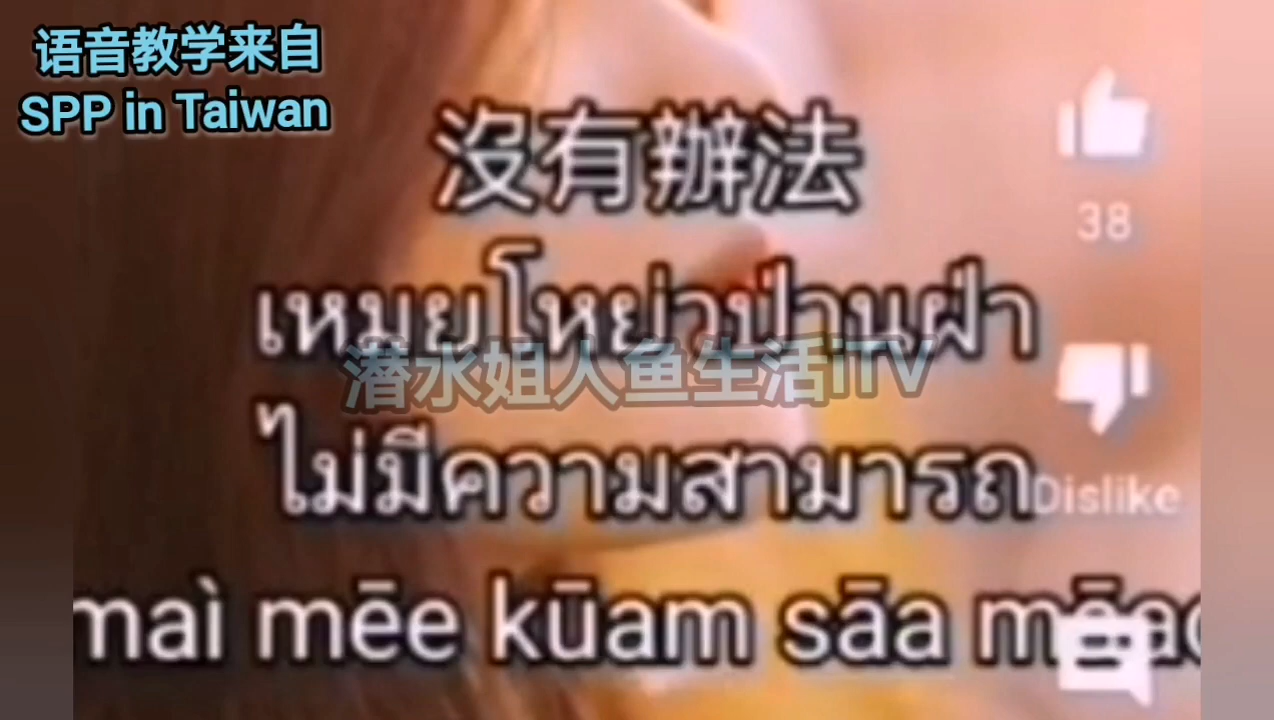 语音教学来自
SPP in Taiwan
沒有辦法
38
เหมยโหย่วป่านฝ่า
潜水姐人鱼生活iTV
ไม่มีความสามารถ
Dislike
maì mēe kūam sāa